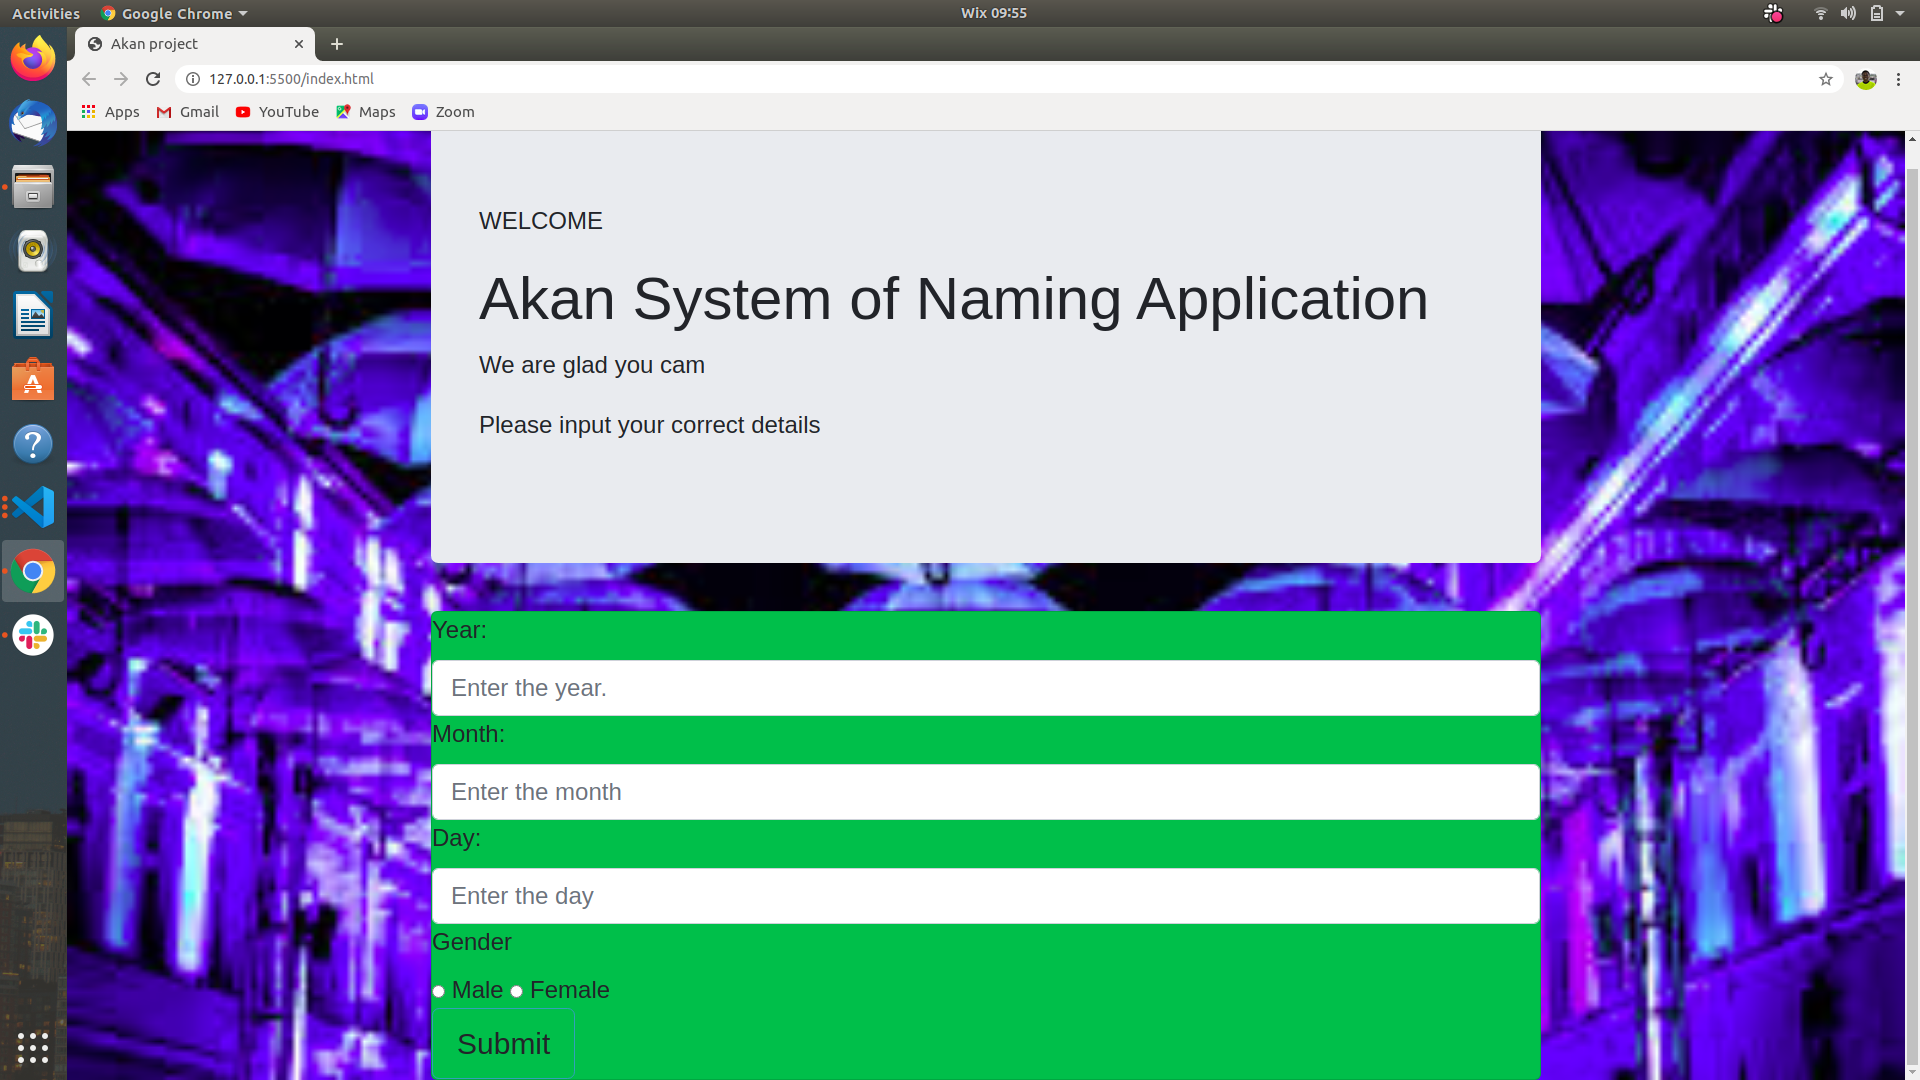 Activities Google Chrome Wix 09:55
Akan project
127.0.0.1:5500/index.html
Apps Gmail YouTube Maps Zoom
WELCOME
Akan System of Naming Application
We are glad you cam
Please input your correct details
Year:
Enter the year.
Month:
Enter the month
Day:
Enter the day
Gender
Male Female
Submit